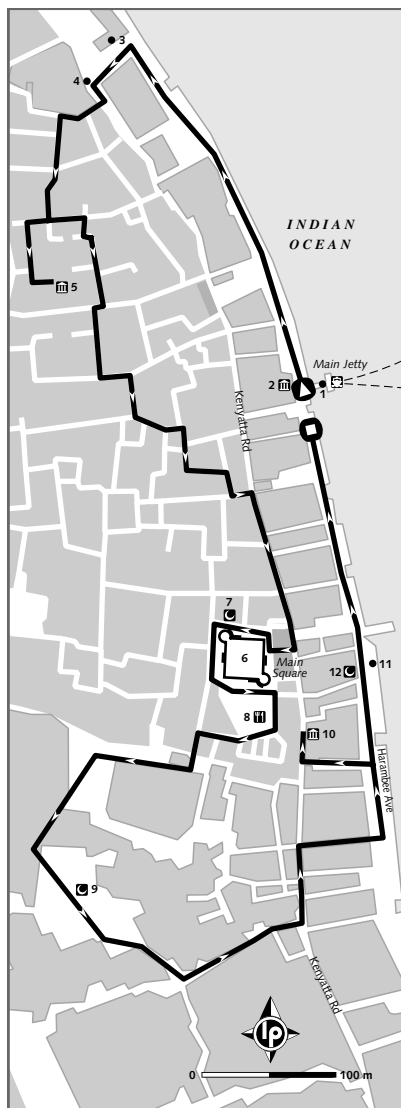 3
4
INDIAN
OCEAN
5
Main Jetty
2
1
Kenyatta Rd
7
6
Main
Square
12
11
8
10
Harambee Ave
9
Kenyatta Rd
lp
0
100 m